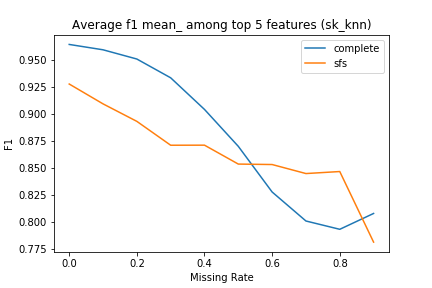 Average f1 mean_ among top 5 features (sk_knn)
complete
sfs
0.950
0.925
0.900
0.875
0.850
0.825
0.800
0.775
F1
0.0 0.2 0.4 0.6 0.8
Missing Rate